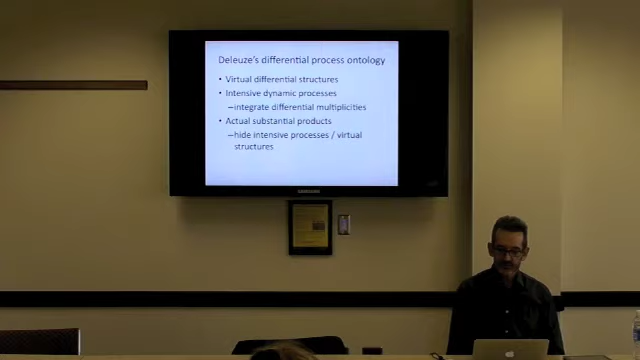 Deleuze's differential process ontology
• Virtual differential structures
• Intensive dynamic processes
–integrate differential multiplicities
• Actual substantial products
–hide intensive processes / virtual
structures
SAMSUNG